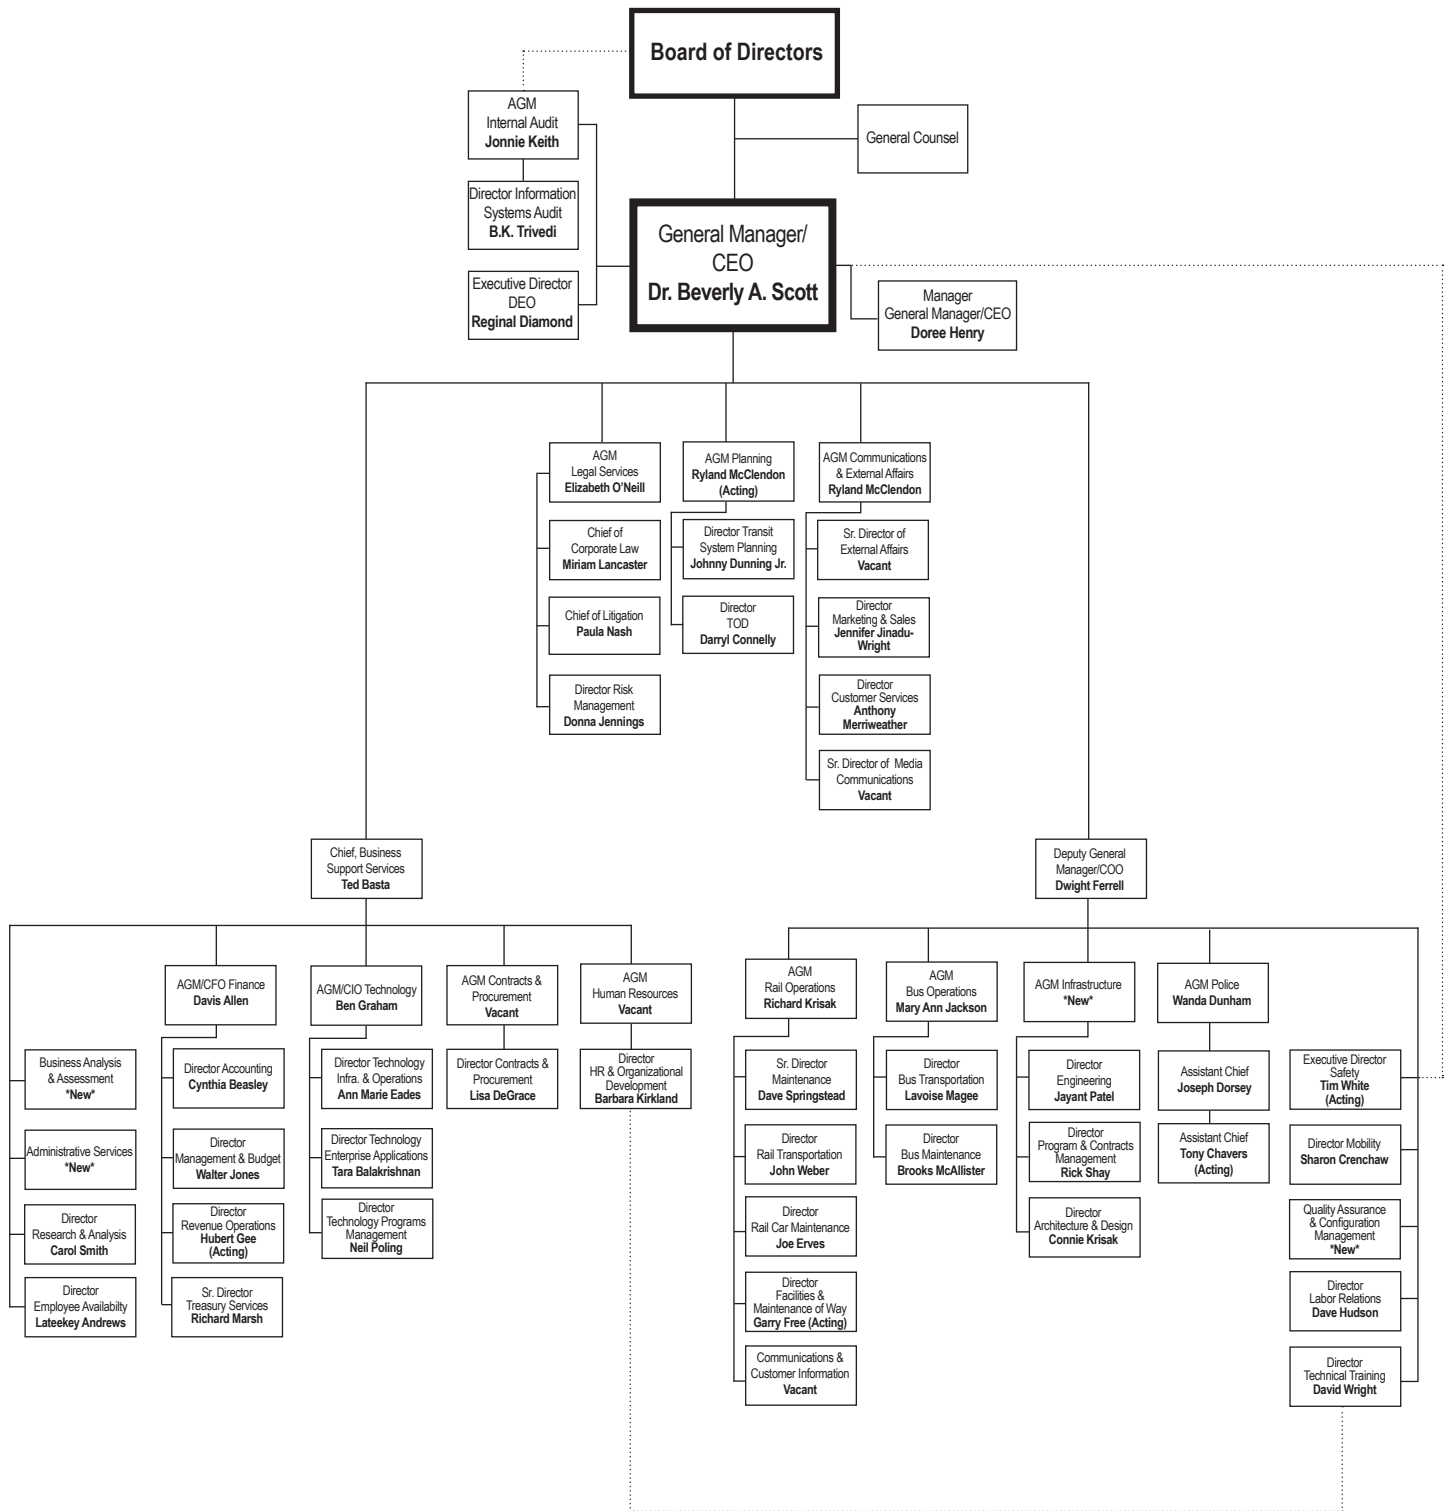 Board of Directors
AGM
Internal Audit
Jonnie Keith
General Counsel
Director Information
Systems Audit
B.K. Trivedi
General Manager/
CEO
Dr. Beverly A. Scott
Executive Director
DEO
Reginal Diamond
Manager
General Manager/CEO
Doree Henry
AGM
Legal Services
Elizabeth O'Neill
Chief of
Corporate Law
Miriam Lancaster
Chief of Litigation
Paula Nash
Director Risk
Management
Donna Jennings
AGM Planning
Ryland McClendon
(Acting)
Director Transit
System Planning
Johnny Dunning Jr.
Director
TOD
Darryl Connelly
AGM Communications
& External Affairs
Ryland McClendon
Sr. Director of
External Affairs
Vacant
Director
Marketing & Sales
Jennifer Jinadu-
Wright
Director
Customer Services
Anthony
Merriweather
Sr. Director of Media
Communications
Vacant
Chief, Business
Support Services
Ted Basta
Business Analysis
& Assessment
*New*
Administrative Services
*New*
Director
Research & Analysis
Carol Smith
Director
Employee Availabilty
Lateekey Andrews
AGM/CFO Finance
Davis Allen
Director Accounting
Cynthia Beasley
Director
Management & Budget
Walter Jones
Director
Revenue Operations
Hubert Gee
(Acting)
Sr. Director
Treasury Services
Richard Marsh
AGM/CIO Technology
Ben Graham
Director Technology
Infra. & Operations
Ann Marie Eades
Director Technology
Enterprise Applications
Tara Balakrishnan
Director
Technology Programs
Management
Neil Poling
AGM Contracts &
Procurement
Vacant
Director Contracts &
Procurement
Lisa DeGrace
AGM
Human Resources
Vacant
Director
HR & Organizational
Development
Barbara Kirkland
Deputy General
Manager/COO
Dwight Ferrell
AGM
Rail Operations
Richard Krisak
Sr. Director
Maintenance
Dave Springstead
Director
Rail Transportation
John Weber
Director
Rail Car Maintenance
Joe Erves
Director
Facilities &
Maintenance of Way
Garry Free (Acting)
Communications &
Customer Information
Vacant
AGM
Bus Operations
Mary Ann Jackson
Director
Bus Transportation
Lavoise Magee
Director
Bus Maintenance
Brooks McAllister
AGM Infrastructure
*New*
Director
Engineering
Jayant Patel
Director
Program & Contracts
Management
Rick Shay
Director
Architecture & Design
Connie Krisak
AGM Police
Wanda Dunham
Assistant Chief
Joseph Dorsey
Assistant Chief
Tony Chavers
(Acting)
Executive Director
Safety
Tim White
(Acting)
Director Mobility
Sharon Crenchaw
Quality Assurance
& Configuration
Management
*New*
Director
Labor Relations
Dave Hudson
Director
Technical Training
David Wright